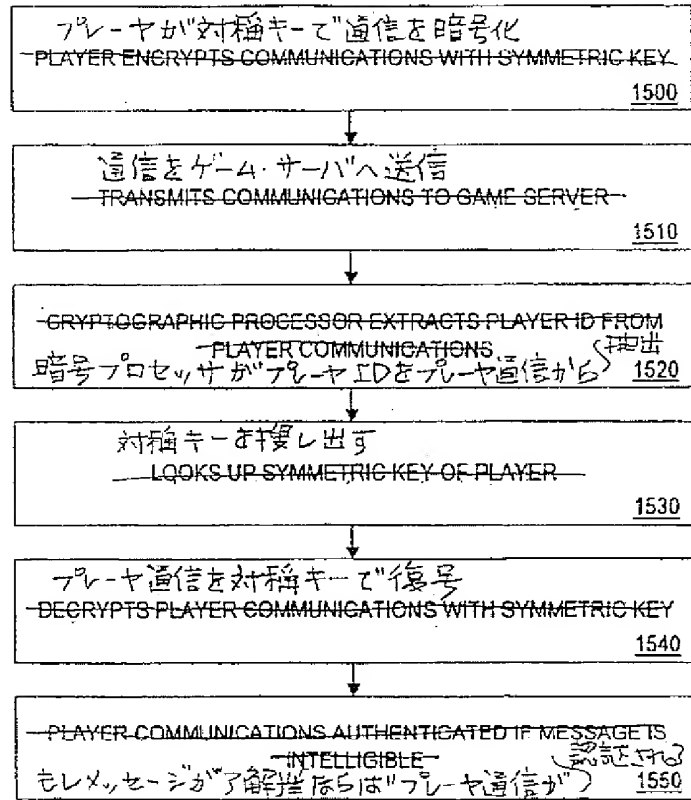 プレーヤが対称キーで通信を暗号化
PLAYER ENCRYPTS COMMUNICATIONS WITH SYMMETRIC KEY
1500
通信をゲーム・サーバへ送信
TRANSMITS COMMUNICATIONS TO GAME SERVER
1510
CRYPTOGRAPHIC PROCESSOR EXTRACTS PLAYER ID FROM
PLAYER COMMUNICATIONS
暗号プロセッサがプレーヤIDをプレーヤ通信から抽出
1520
対称キーを捜し出す
LOOKS UP SYMMETRIC KEY OF PLAYER
1530
プレーヤ通信を対称キーで復号
DECRYPTS PLAYER COMMUNICATIONS WITH SYMMETRIC KEY
1540
PLAYER COMMUNICATIONS AUTHENTICATED IF MESSAGE IS
INTELLIGIBLE
もしメッセージが了解性ならばプレーヤ通信が認証される
1550